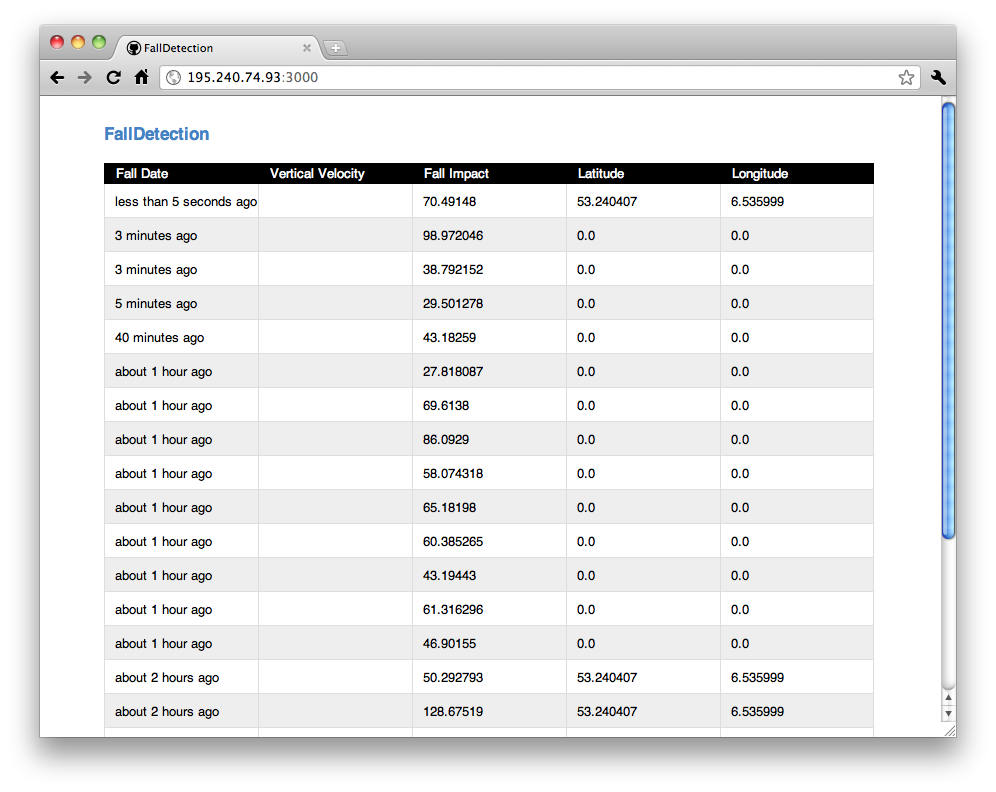 FallDetection
195.240.74.93:3000
FallDetection
Fall Date Vertical Velocity Fall Impact Latitude Longitude
less than 5 seconds ago 70.49148 53.240407 6.535999
3 minutes ago 98.972046 0.0 0.0
3 minutes ago 38.792152 0.0 0.0
5 minutes ago 29.501278 0.0 0.0
40 minutes ago 43.18259 0.0 0.0
about 1 hour ago 27.818087 0.0 0.0
about 1 hour ago 69.6138 0.0 0.0
about 1 hour ago 86.0929 0.0 0.0
about 1 hour ago 58.074318 0.0 0.0
about 1 hour ago 65.18198 0.0 0.0
about 1 hour ago 60.385265 0.0 0.0
about 1 hour ago 43.19443 0.0 0.0
about 1 hour ago 61.316296 0.0 0.0
about 1 hour ago 46.90155 0.0 0.0
about 2 hours ago 50.292793 53.240407 6.535999
about 2 hours ago 128.67519 53.240407 6.535999